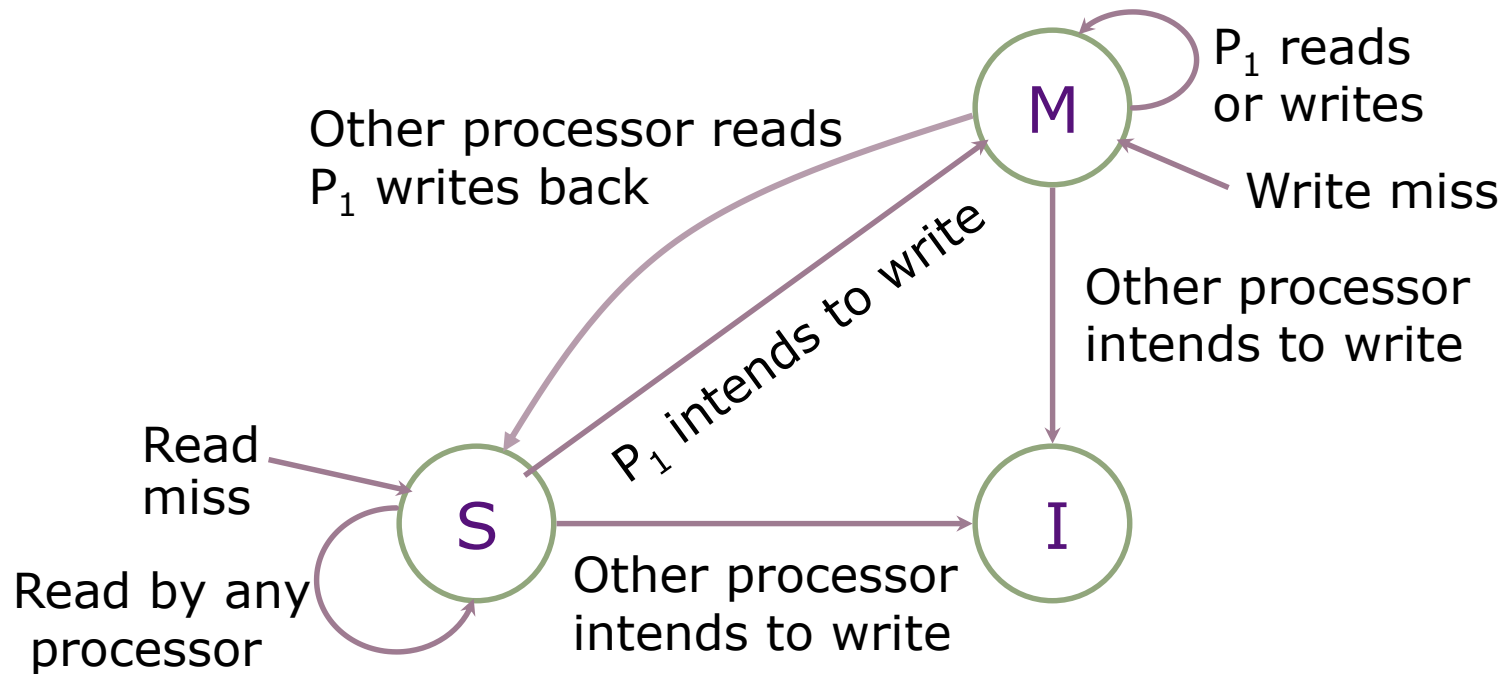 P₁ reads
or writes
M
Other processor reads
P₁ writes back
Write miss
P₁ intends to write
Other processor
intends to write
Read
miss
S
I
Read by any
processor
Other processor
intends to write